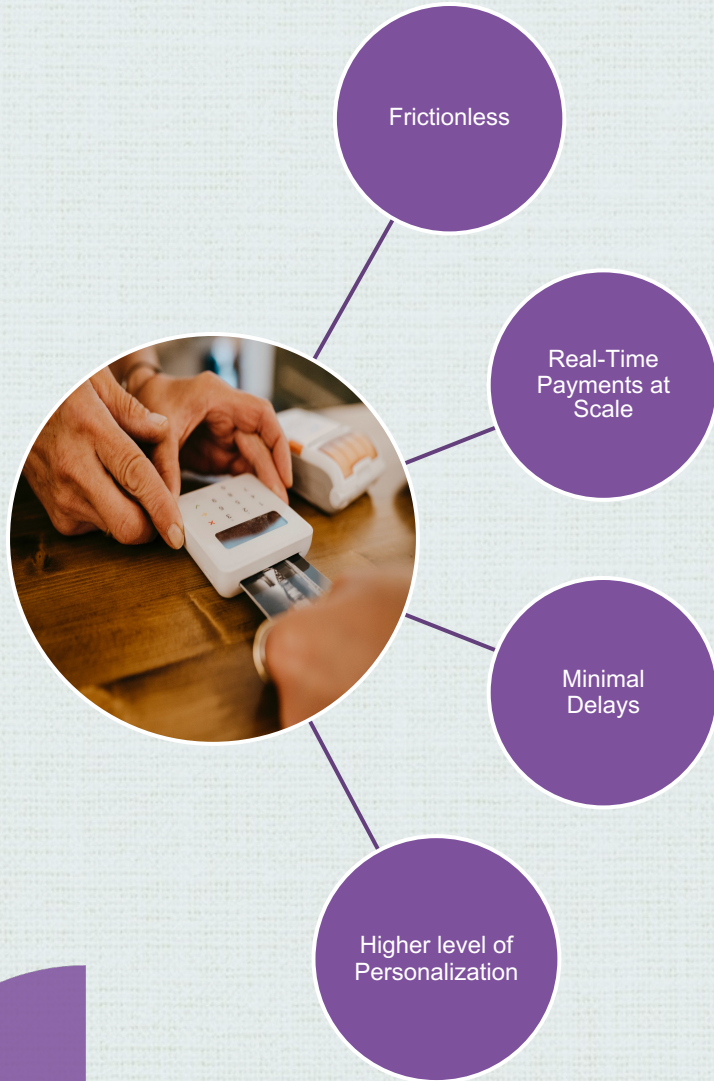 Frictionless
Real-Time
Payments at
Scale
Minimal
Delays
Higher level of
Personalization